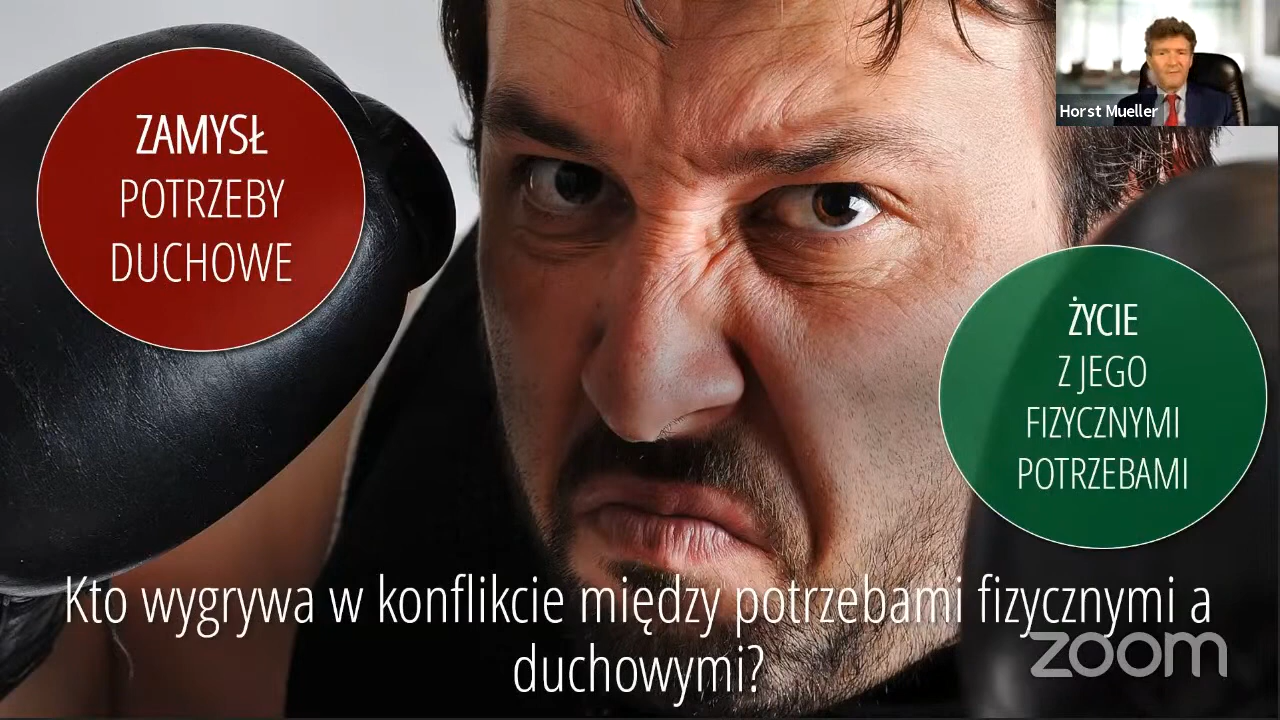 ZAMYSŁ
POTRZEBY
DUCHOWE
Horst Mueller
ŻYCIE
Z JEGO
FIZYCZNYMI
POTRZEBAMI
Kto wygrywa w konflikcie między potrzebami fizycznymi a
duchowymi?
zoom